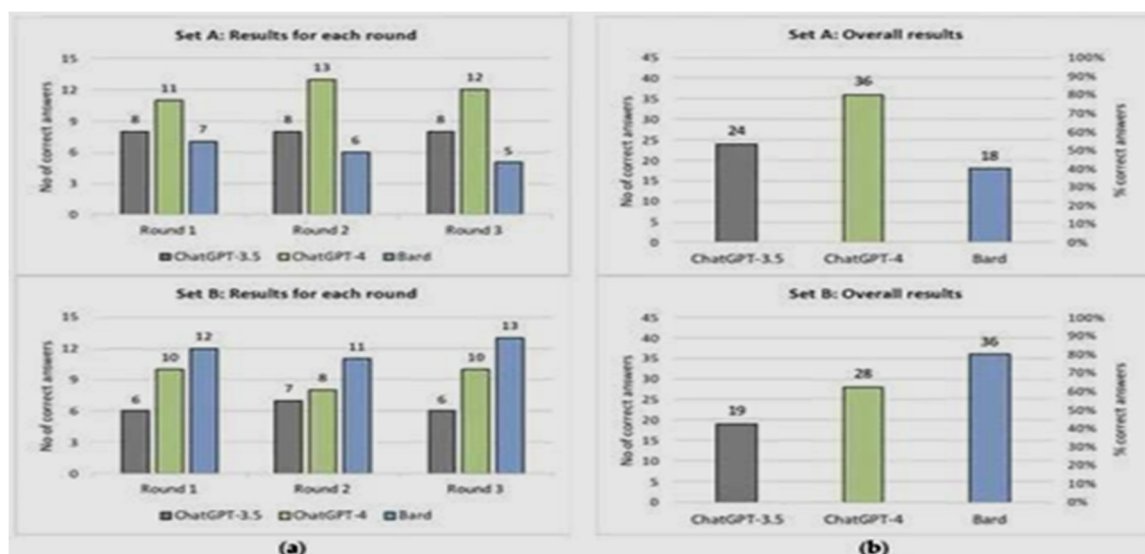 Set A: Results for each round
No of correct answers
15
12
9
6
3
0
8 11 7
8 13 6
8 12 5
Round 1 Round 2 Round 3
ChatGPT-3.5 ChatGPT-4 Bard
Set A: Overall results
No of correct answers
45
40
35
30
25
20
15
10
5
0
24 36 18
100%
90%
80%
70%
60%
50%
40%
30%
20%
10%
0%
% correct answers
ChatGPT-3.5 ChatGPT-4 Bard
Set B: Results for each round
No of correct answers
15
12
9
6
3
0
6 10 12
7 8 11
6 10 13
Round 1 Round 2 Round 3
ChatGPT-3.5 ChatGPT-4 Bard
Set B: Overall results
No of correct answers
45
40
35
30
25
20
15
10
5
0
19 28 36
100%
90%
80%
70%
60%
50%
40%
30%
20%
10%
0%
% correct answers
ChatGPT-3.5 ChatGPT-4 Bard
(a) (b)